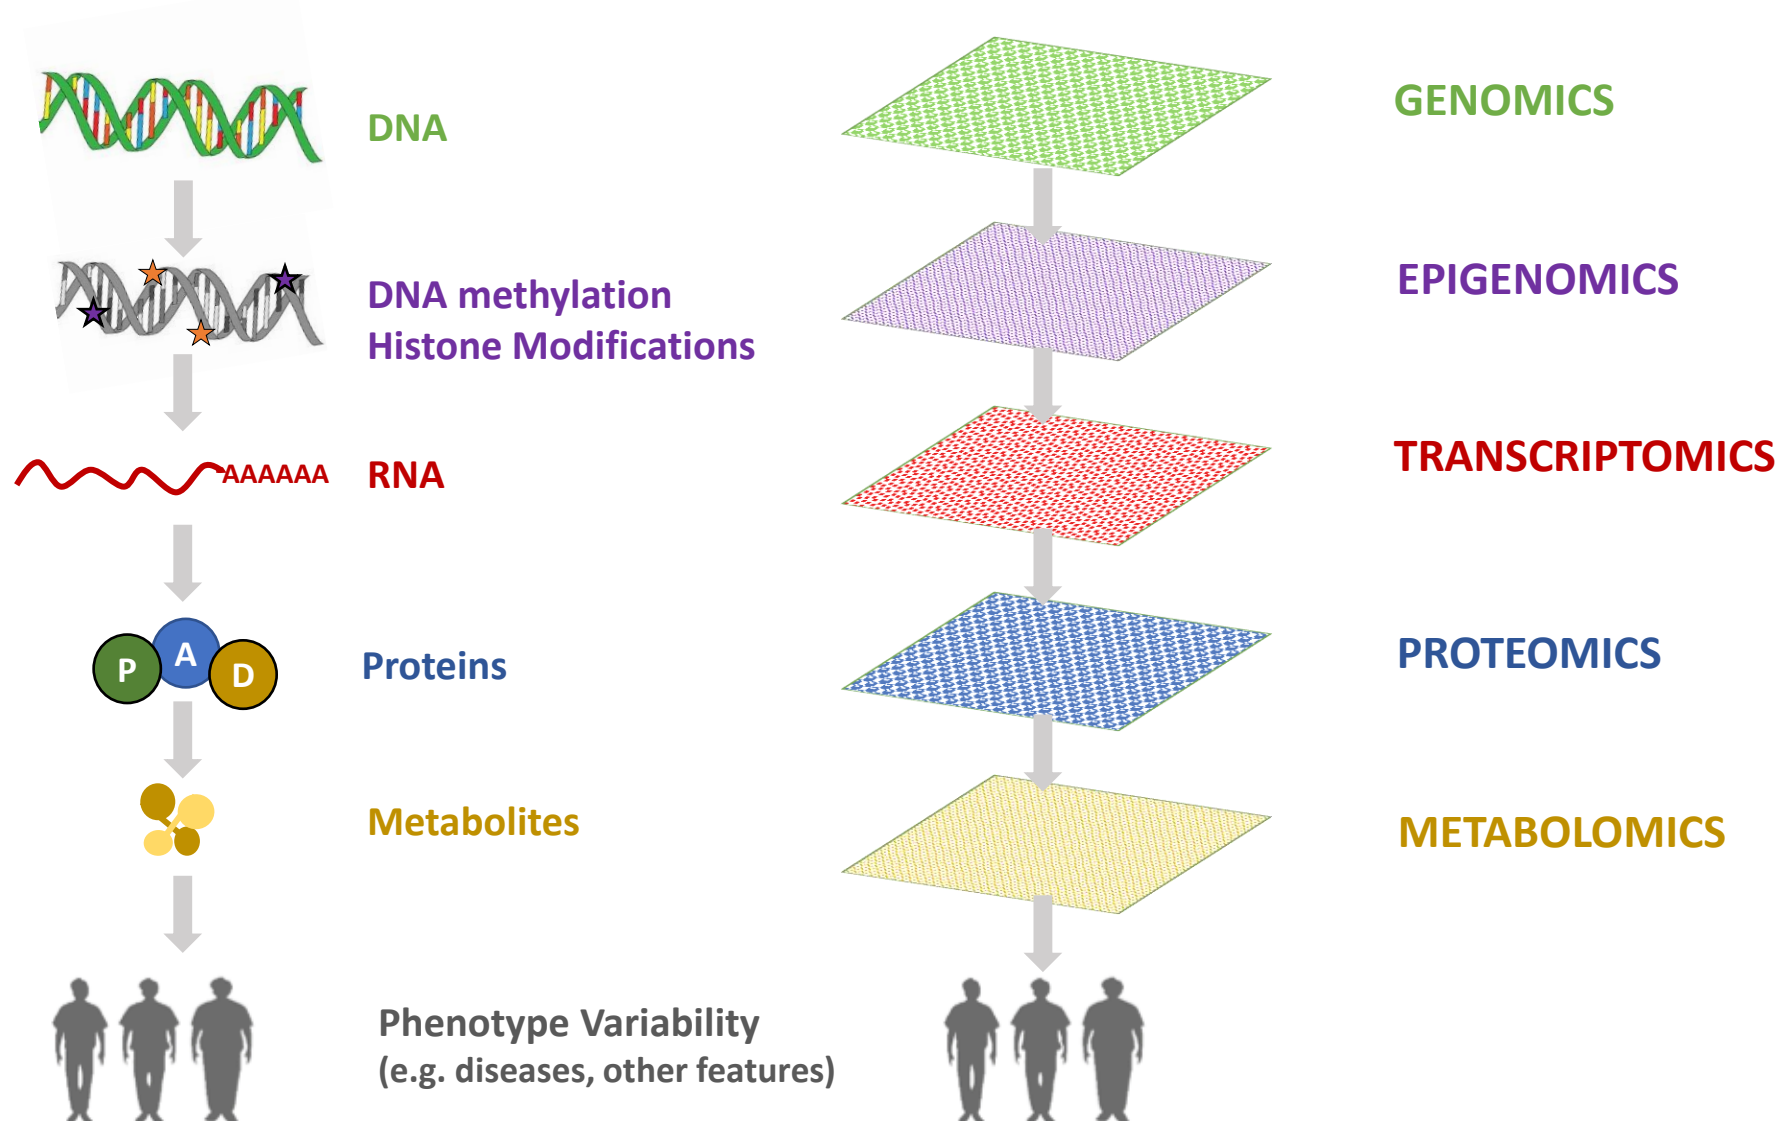 DNA
GENOMICS
DNA methylation
Histone Modifications
EPIGENOMICS
AAAAAA
RNA
TRANSCRIPTOMICS
P A D
Proteins
PROTEOMICS
Metabolites
METABOLOMICS
Phenotype Variability
(e.g. diseases, other features)